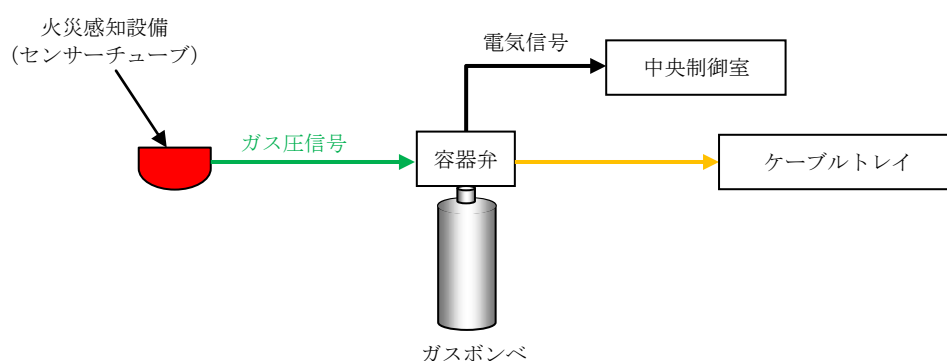 火災感知設備
（センサーチューブ）
電気信号
中央制御室
ガス圧信号
容器弁
ケーブルトレイ
ガスボンベ